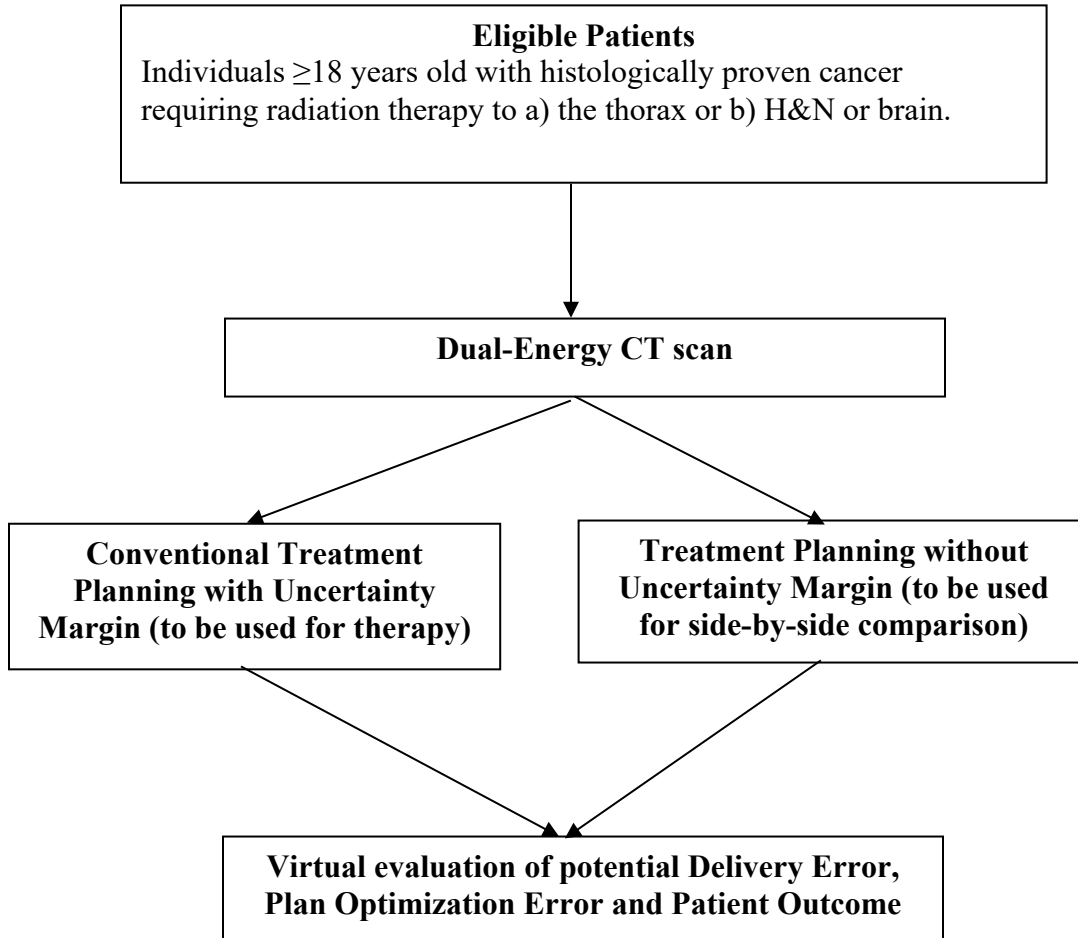 Eligible Patients
Individuals ≥18 years old with histologically proven cancer
requiring radiation therapy to a) the thorax or b) H&N or brain.
Dual-Energy CT scan
Conventional Treatment
Planning with Uncertainty
Margin (to be used for therapy)
Treatment Planning without
Uncertainty Margin (to be used
for side-by-side comparison)
Virtual evaluation of potential Delivery Error,
Plan Optimization Error and Patient Outcome